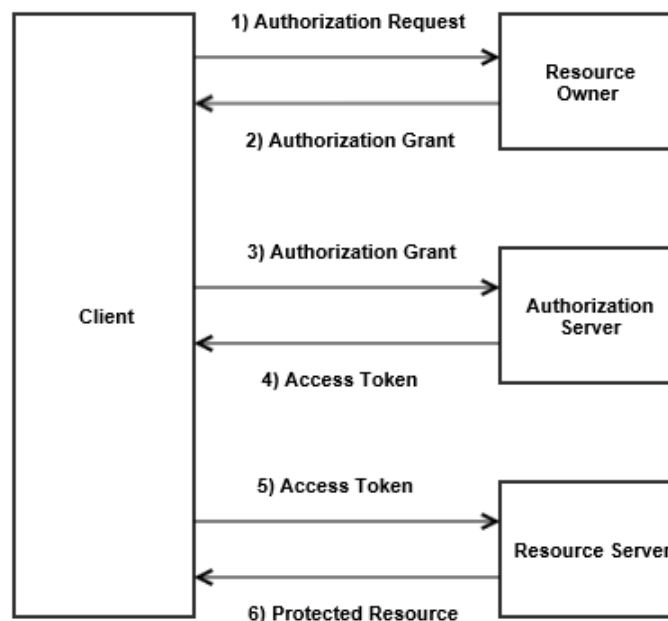 1) Authorization Request
Resource
Owner
2) Authorization Grant
3) Authorization Grant
Client
Authorization
Server
4) Access Token
5) Access Token
Resource Server
6) Protected Resource